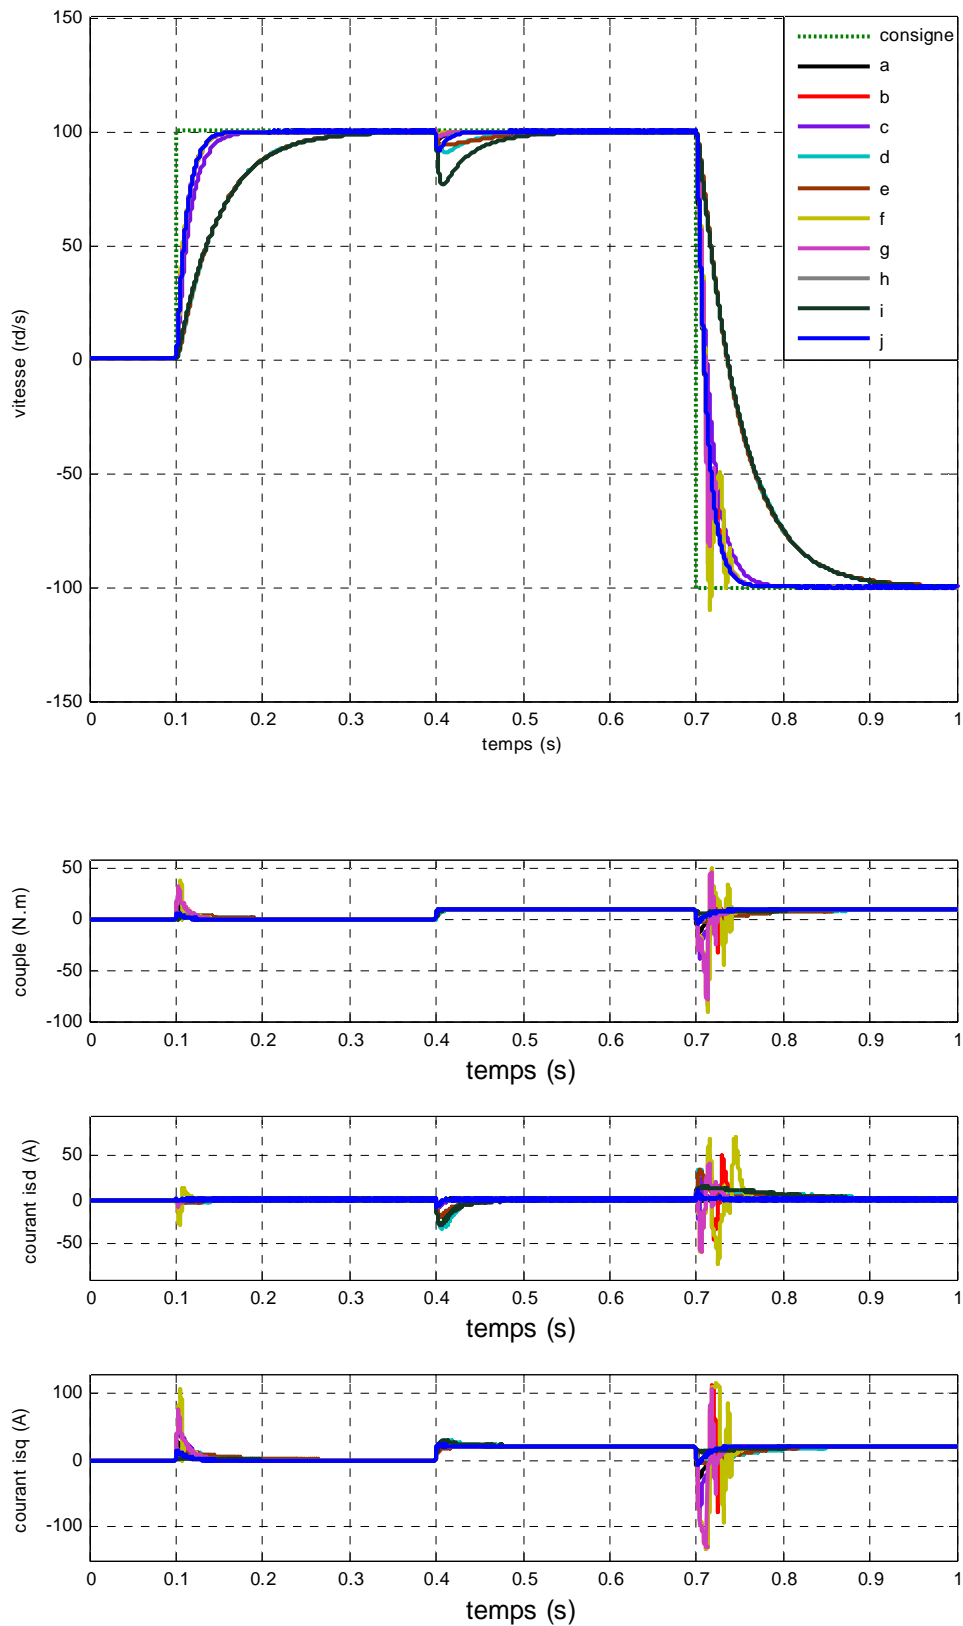 150
100
50
0
-50
-100
-150
vitesse (rd/s)
consigne
a
b
c
d
e
f
g
h
i
j
0 0.1 0.2 0.3 0.4 0.5 0.6 0.7 0.8 0.9 1
temps (s)
50
0
-50
-100
couple (N.m)
0 0.1 0.2 0.3 0.4 0.5 0.6 0.7 0.8 0.9 1
temps (s)
50
0
-50
courant isd (A)
0 0.1 0.2 0.3 0.4 0.5 0.6 0.7 0.8 0.9 1
temps (s)
100
0
-100
courant isq (A)
0 0.1 0.2 0.3 0.4 0.5 0.6 0.7 0.8 0.9 1
temps (s)